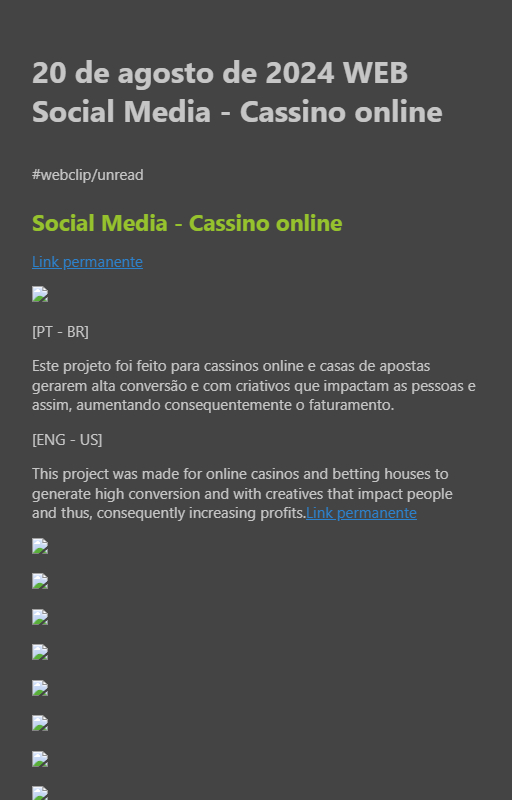 20 de agosto de 2024 WEB
Social Media - Cassino online
#webclip/unread
Social Media - Cassino online
Link permanente
[PT - BR]
Este projeto foi feito para cassinos online e casas de apostas
gerarem alta conversão e com criativos que impactam as pessoas e
assim, aumentando consequentemente o faturamento.
[ENG - US]
This project was made for online casinos and betting houses to
generate high conversion and with creatives that impact people
and thus, consequently increasing profits.Link permanente